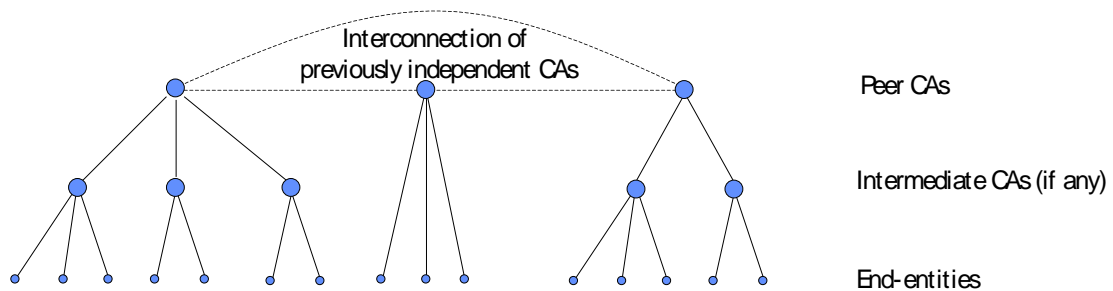 Interconnection of
previously independent CAs
Peer CAs
Intermediate CAs (if any)
End-entities